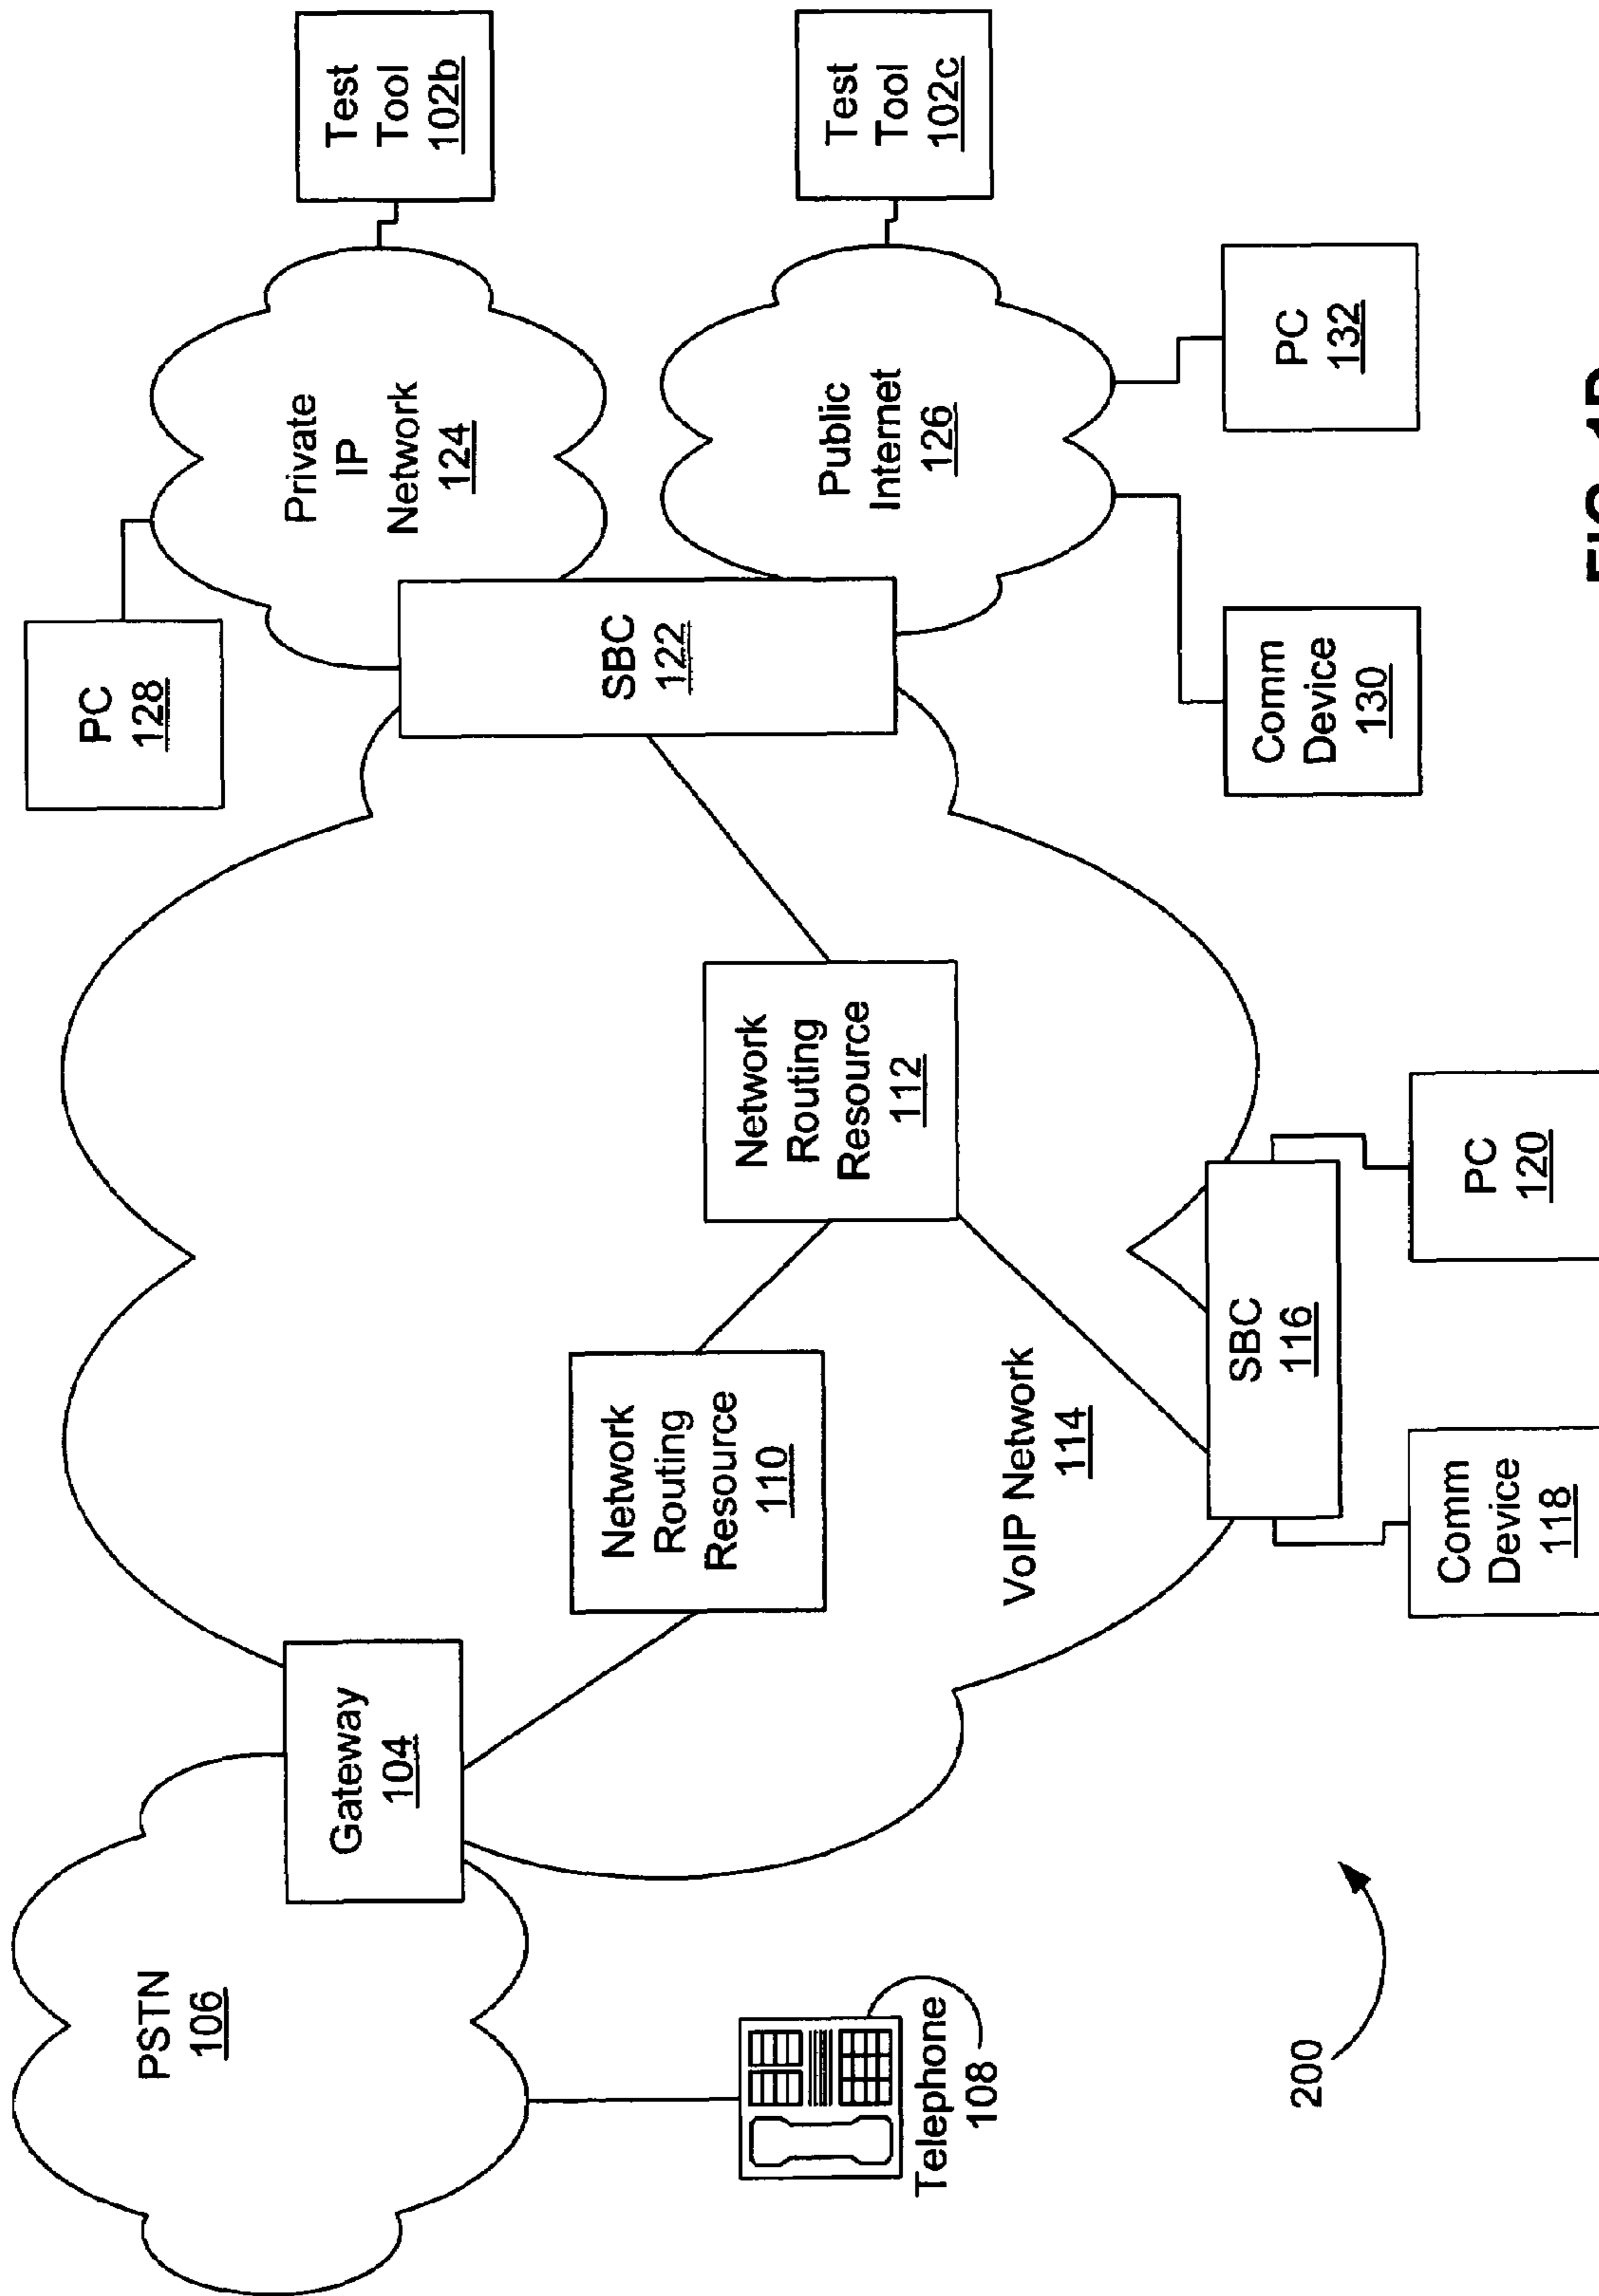 PSTN
106
Gateway
104
PC
128
Private
IP
Network
124
Test
Tool
102b
Network
Routing
Resource
110
Network
Routing
Resource
112
SBC
122
Public
Internet
126
Test
Tool
102c
Telephone
108
VoIP Network
114
SBC
116
Comm
Device
130
PC
132
200
Comm
Device
118
PC
120